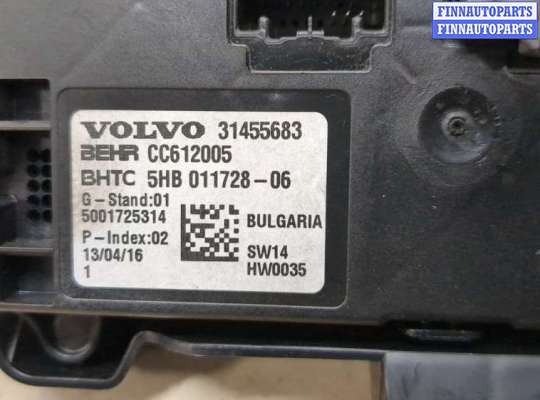 FINNAUTOPARTS
FINNAUTOPARTS
VOLVO 31455683
BEHR CC612005
BHTC 5HB 011728-06
G-Stand:01
5001725314
BULGARIA
P-Index:02
13/04/16
SW14
1
HW0035